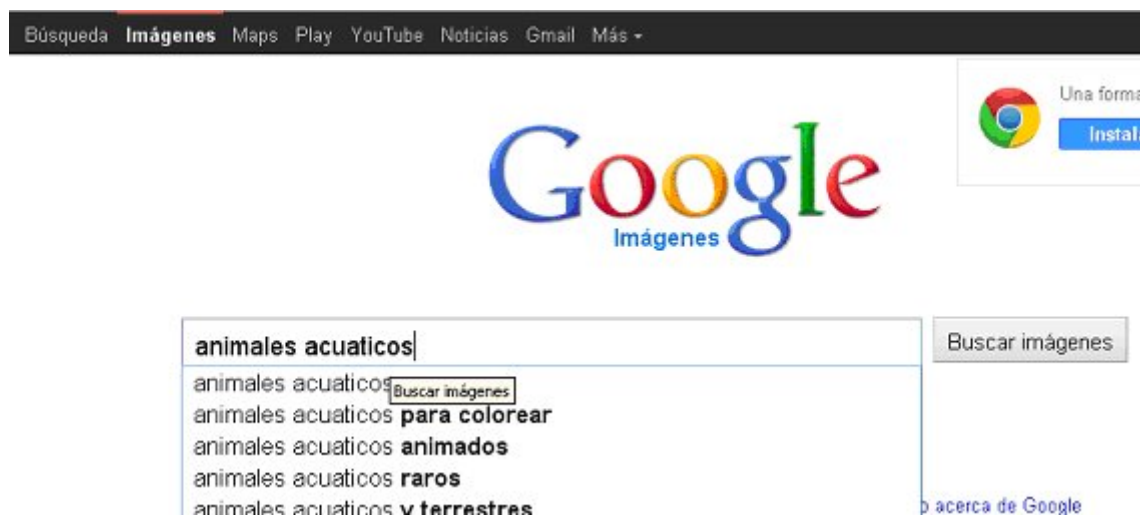 Búsqueda Imágenes Maps Play YouTube Noticias Gmail Más
Una forma
Instal
Google
Imágenes
animales acuaticos
Buscar imágenes
animales acuaticos
Buscar imágenes
animales acuaticos para colorear
animales acuaticos animados
animales acuaticos raros
animales acuaticos y terrestres
acerca de Google